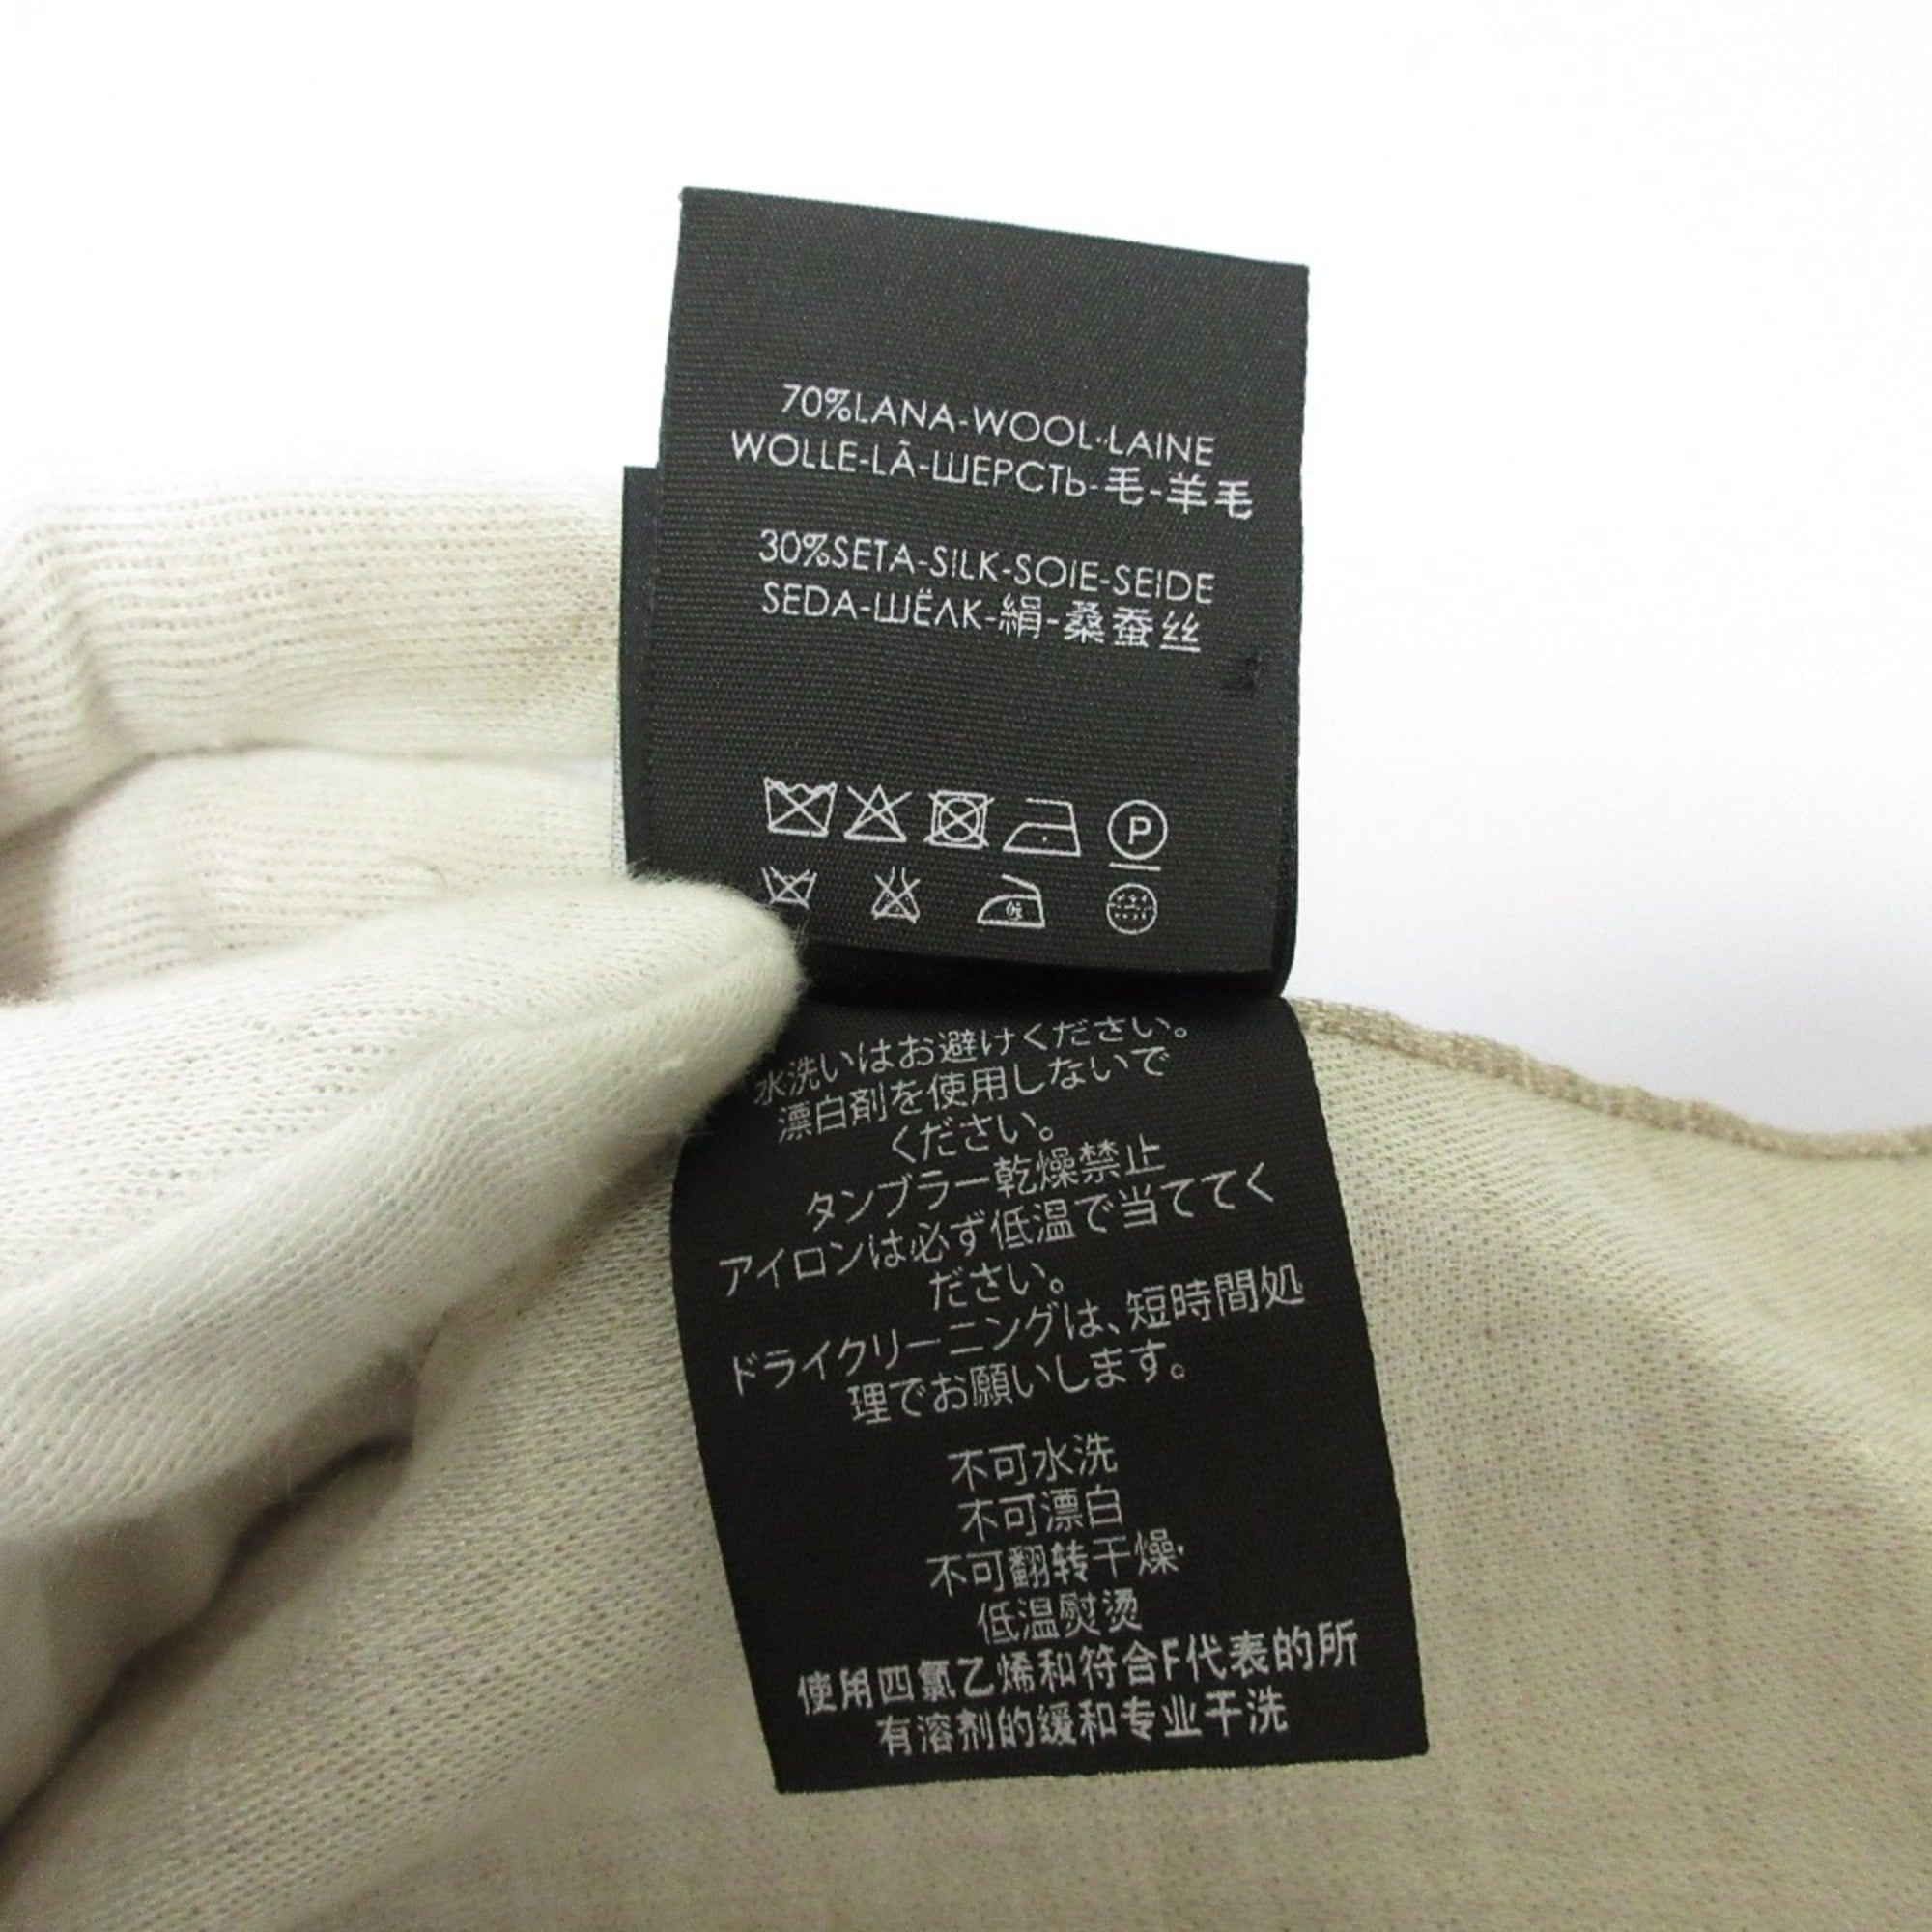 70%LANA-WOOL-LAINE
WOLLE-LÃ-ШЕРСТЬ-毛-羊毛
30%SETA-SILK-SOIE-SEIDE
SEDA-ШЁЛК-絹-桑蚕丝
P
水洗いはお避けください。
漂白剤を使用しないで
ください。
タンブラー乾燥禁止
アイロンは必ず低温で当ててく
ださい。
ドライクリーニングは、短時間処
理でお願いします。
不可水洗
不可漂白
不可翻转干燥
低温熨烫
使用四氯乙烯和符合F代表的所
有溶剂的缓和专业干洗